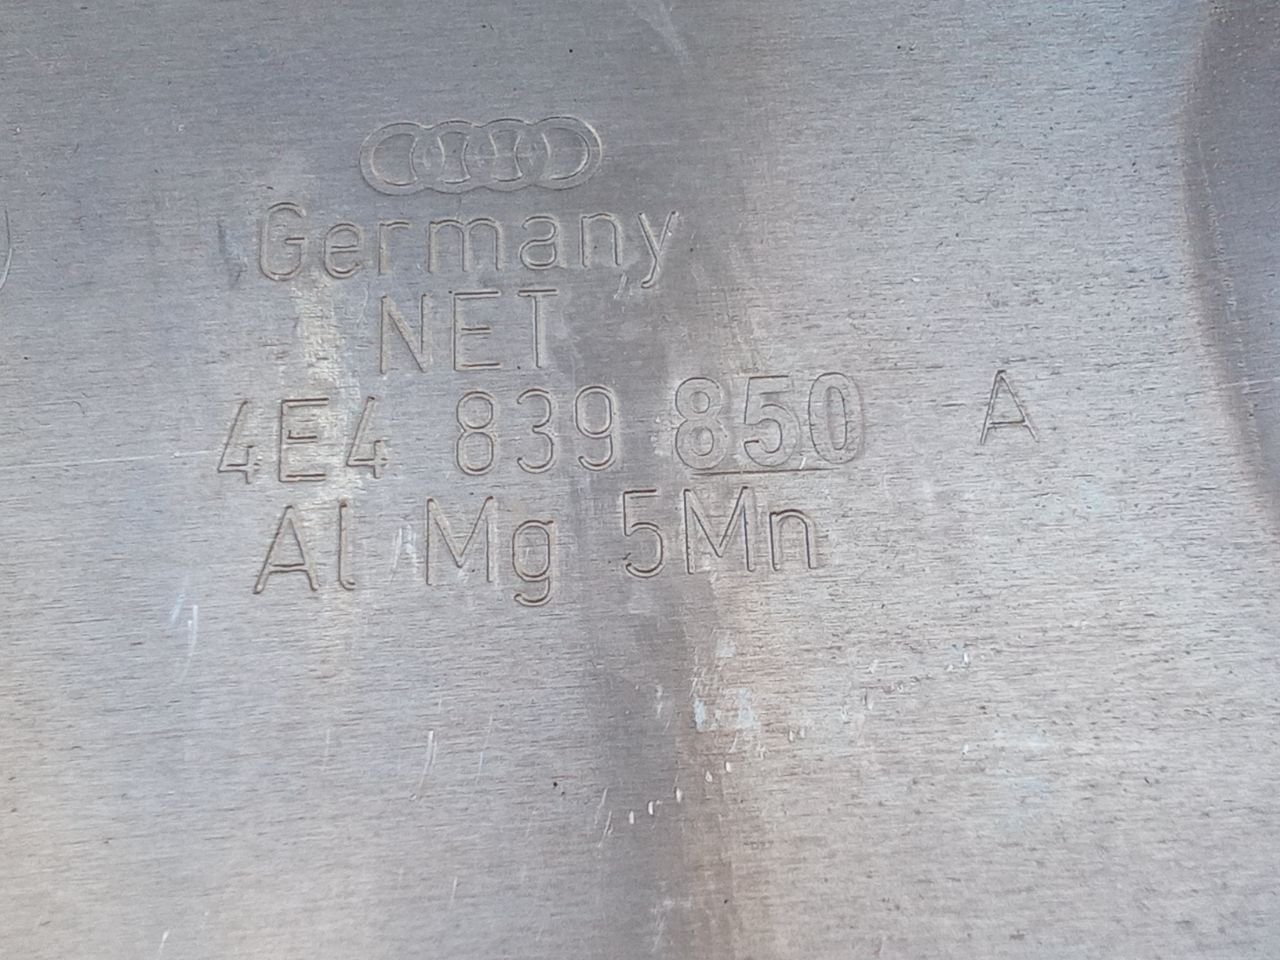 Germany
NET
4E4 839 850 A
Al Mg 5Mn